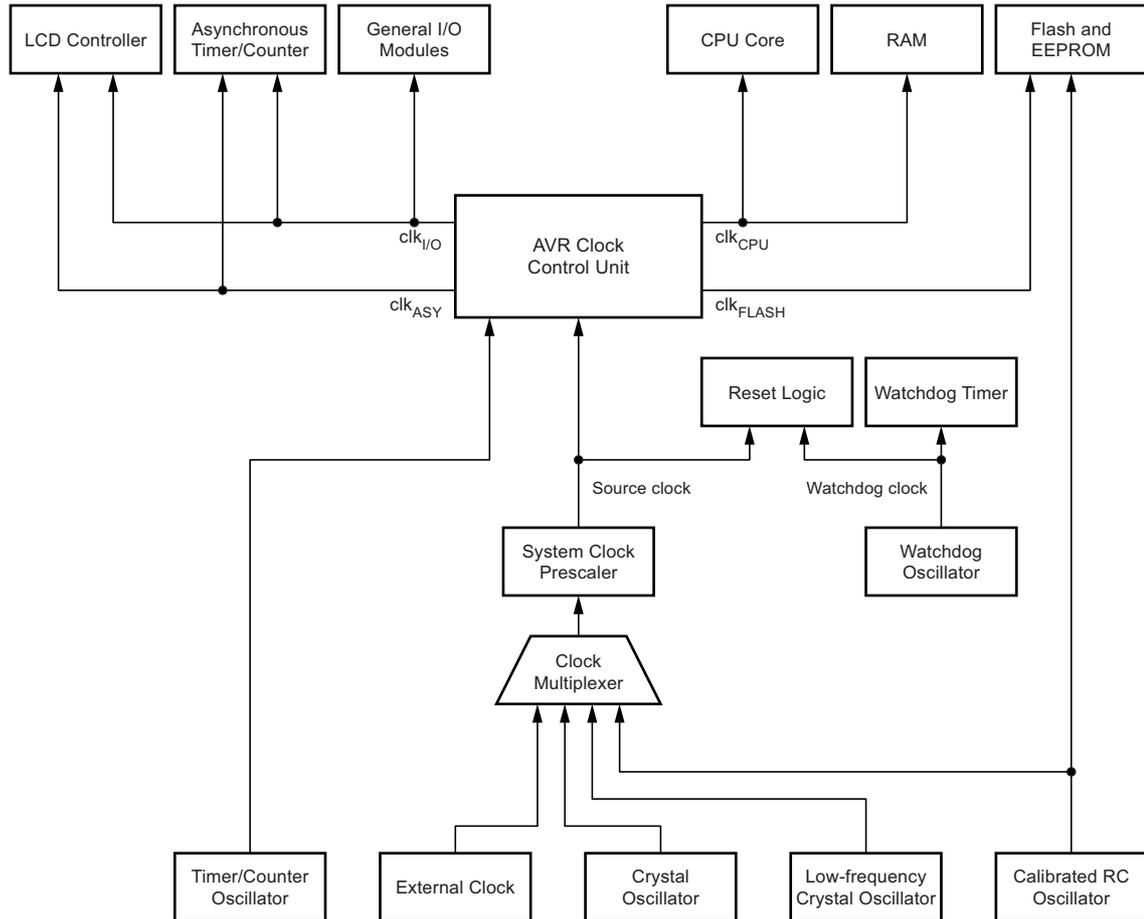 LCD Controller
Asynchronous
Timer/Counter
General I/O
Modules
CPU Core
RAM
Flash and
EEPROM
clkI/O
AVR Clock
Control Unit
clkCPU
clkASY
clkFLASH
Reset Logic
Watchdog Timer
Source clock
Watchdog clock
System Clock
Prescaler
Watchdog
Oscillator
Clock
Multiplexer
Timer/Counter
Oscillator
External Clock
Crystal
Oscillator
Low-frequency
Crystal Oscillator
Calibrated RC
Oscillator